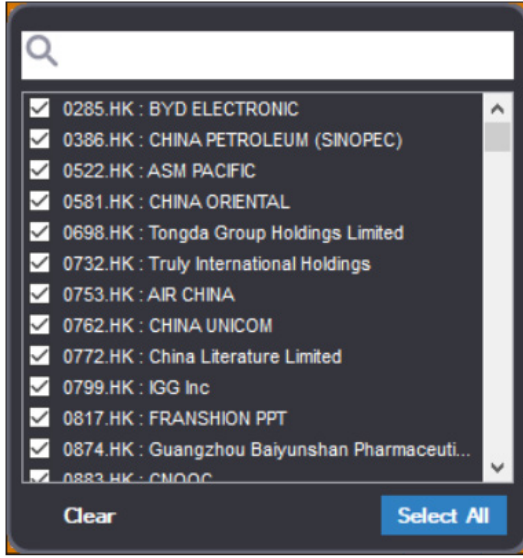 0285.HK : BYD ELECTRONIC
0386.HK : CHINA PETROLEUM (SINOPEC)
0522.HK : ASM PACIFIC
0581.HK : CHINA ORIENTAL
0698.HK : Tongda Group Holdings Limited
0732.HK : Truly International Holdings
0753.HK : AIR CHINA
0762.HK : CHINA UNICOM
0772.HK : China Literature Limited
0799.HK : IGG Inc
0817.HK : FRANSHION PPT
0874.HK : Guangzhou Baiyunshan Pharmaceuti...
0883.HK : CNOOC
Clear Select All